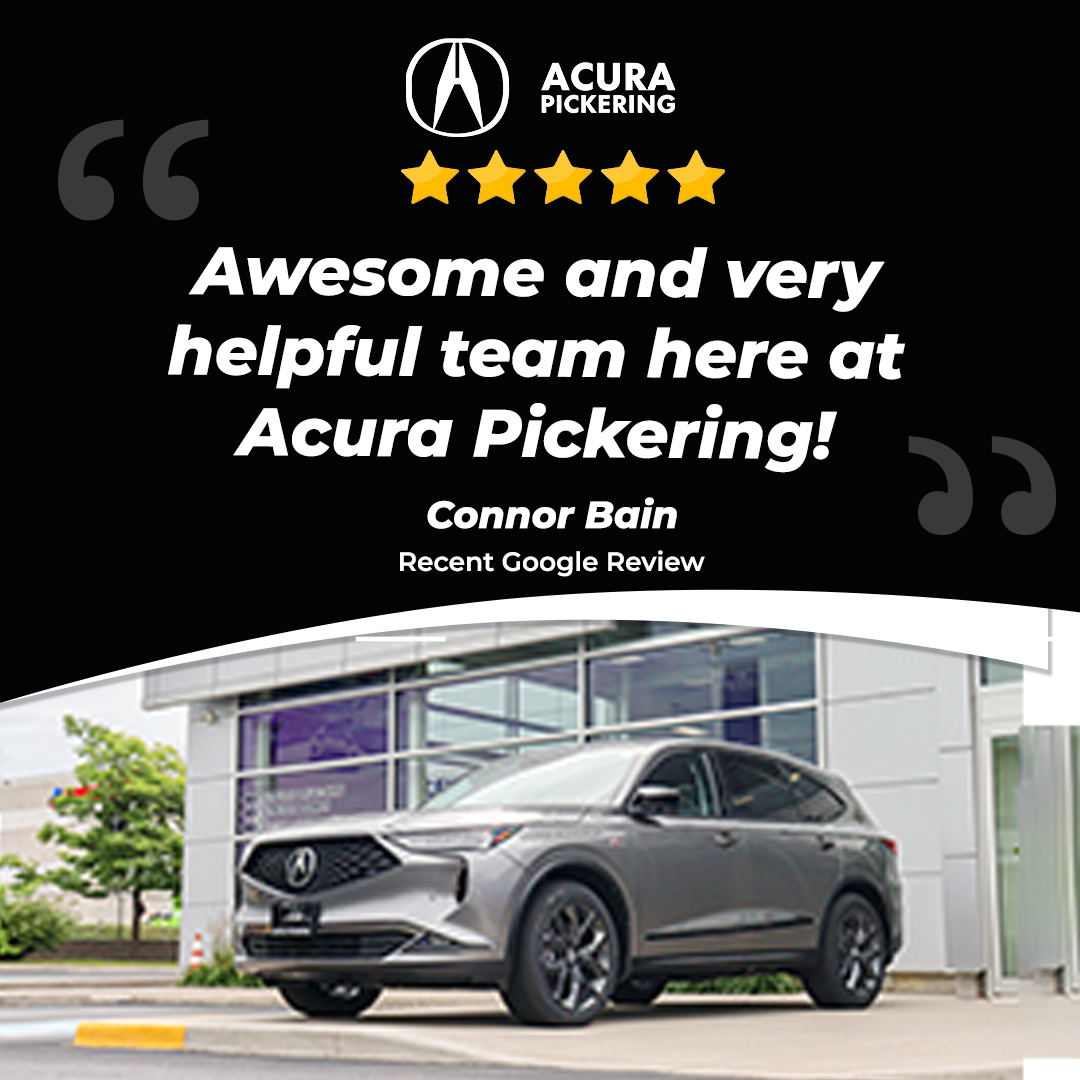 ACURA
PICKERING
Awesome and very
helpful team here at
Acura Pickering!
Connor Bain
Recent Google Review